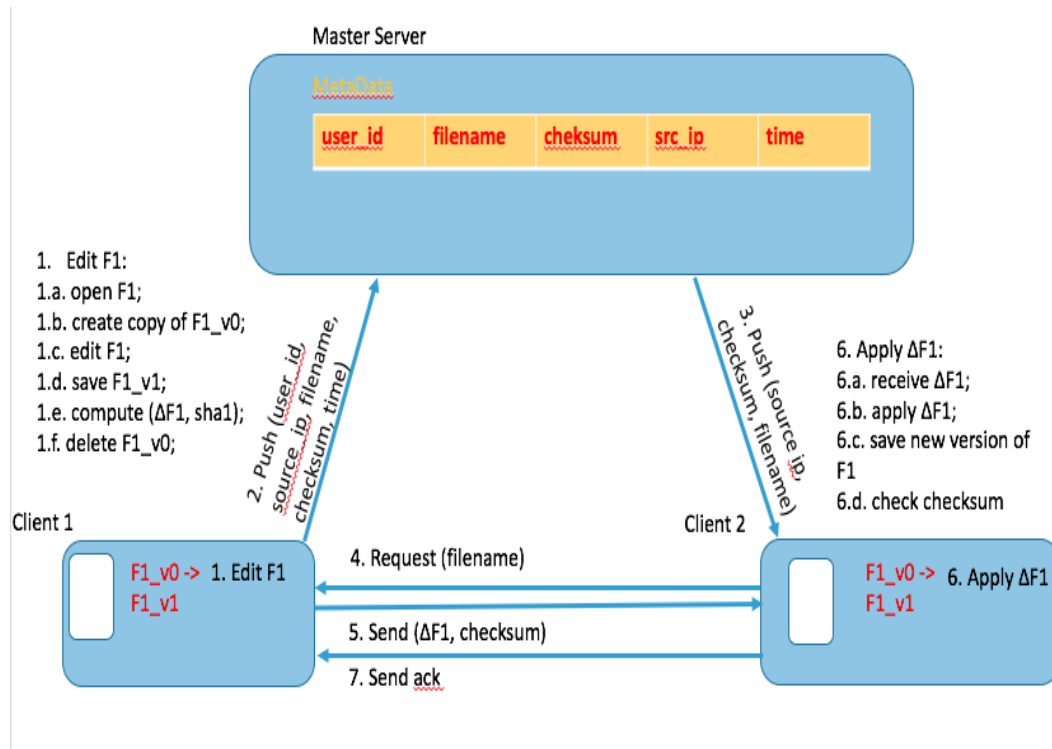 Master Server
MetaData
user_id filename cheksum src_ip time
1. Edit F1:
1.a. open F1;
1.b. create copy of F1_v0;
1.c. edit F1;
1.d. save F1_v1;
1.e. compute (ΔF1, sha1);
1.f. delete F1_v0;
2. Push (user_id,
source_ip, filename,
checksum, time)
3. Push (source ip,
checksum, filename)
6. Apply ΔF1:
6.a. receive ΔF1;
6.b. apply ΔF1;
6.c. save new version of
F1
6.d. check checksum
Client 1
F1_v0 -> 1. Edit F1
F1_v1
4. Request (filename)
5. Send (ΔF1, checksum)
7. Send ack
Client 2
F1_v0 -> 6. Apply ΔF1
F1_v1